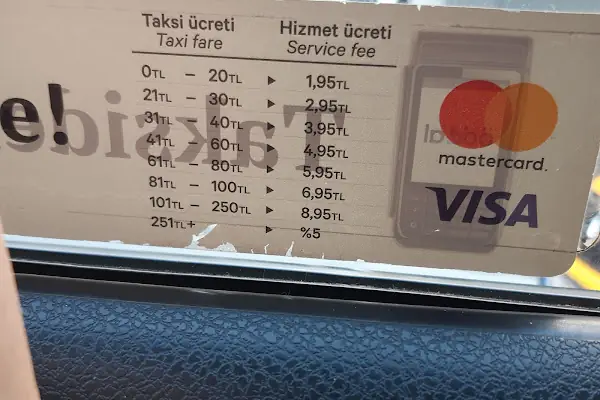 Taksi ücreti Hizmet ücreti
Taxi fare Service fee
0TL – 20TL ▶ 1,95TL
21TL – 30TL ▶ 2,95TL
31TL – 40TL ▶ 3,95TL
41TL – 60TL ▶ 4,95TL
61TL – 80TL ▶ 5,95TL
81TL – 100TL ▶ 6,95TL
101TL – 250TL ▶ 8,95TL
251TL+ ▶ %5
e!
Takside
mastercard.
VISA